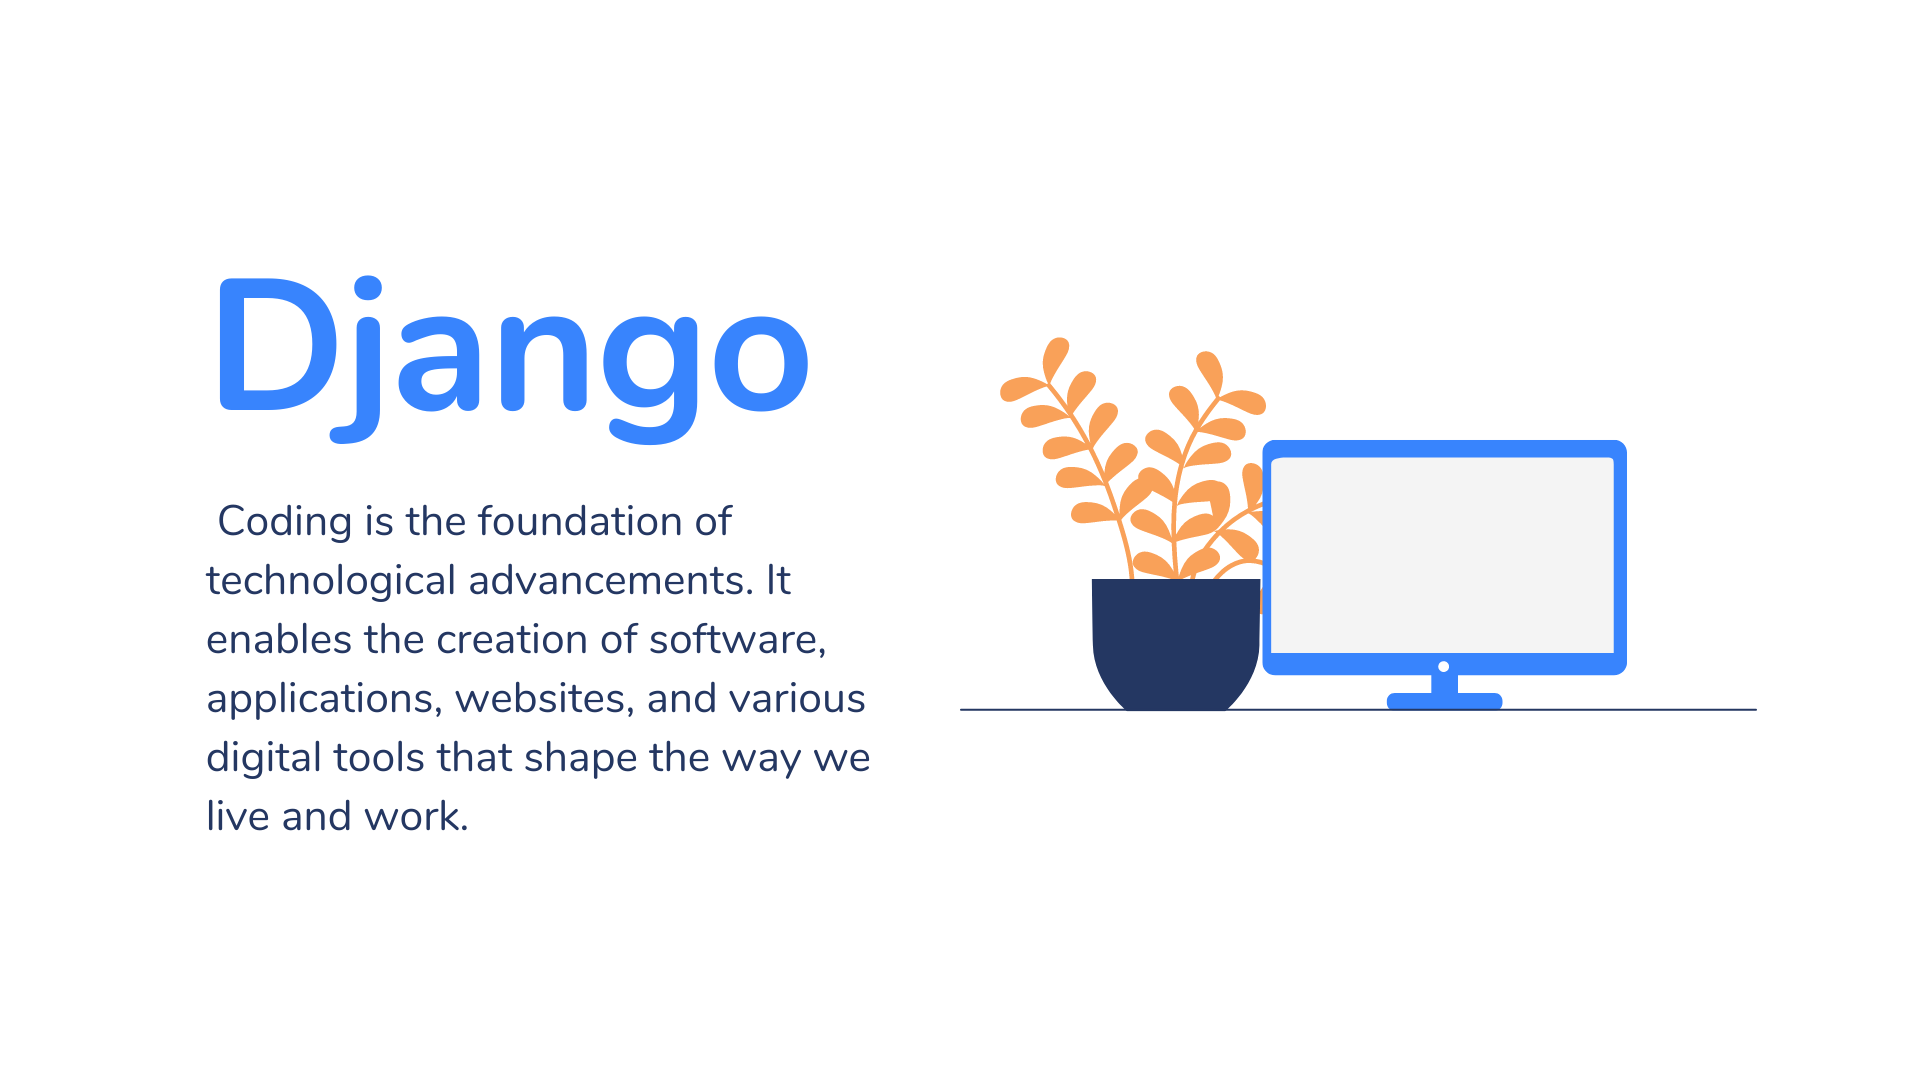 Django
Coding is the foundation of
technological advancements. It
enables the creation of software,
applications, websites, and various
digital tools that shape the way we
live and work.